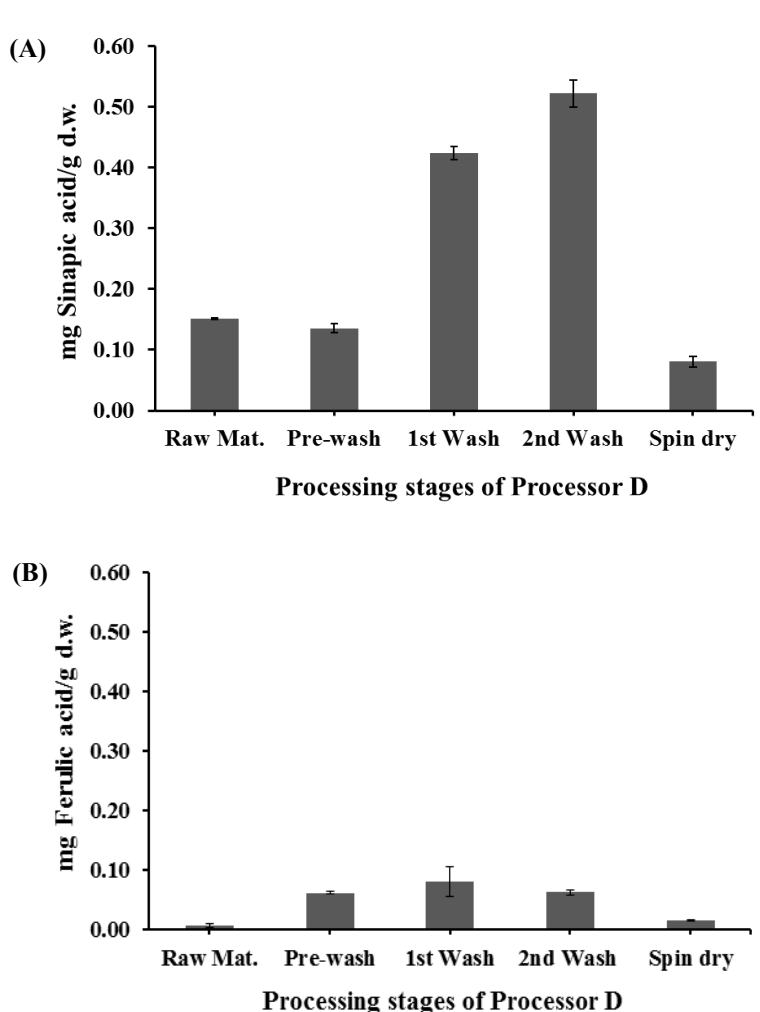 (A)
mg Sinapic acid/g d.w.
0.60
0.50
0.40
0.30
0.20
0.10
0.00
Raw Mat. Pre-wash 1st Wash 2nd Wash Spin dry
Processing stages of Processor D
(B)
mg Ferulic acid/g d.w.
0.60
0.50
0.40
0.30
0.20
0.10
0.00
Raw Mat. Pre-wash 1st Wash 2nd Wash Spin dry
Processing stages of Processor D